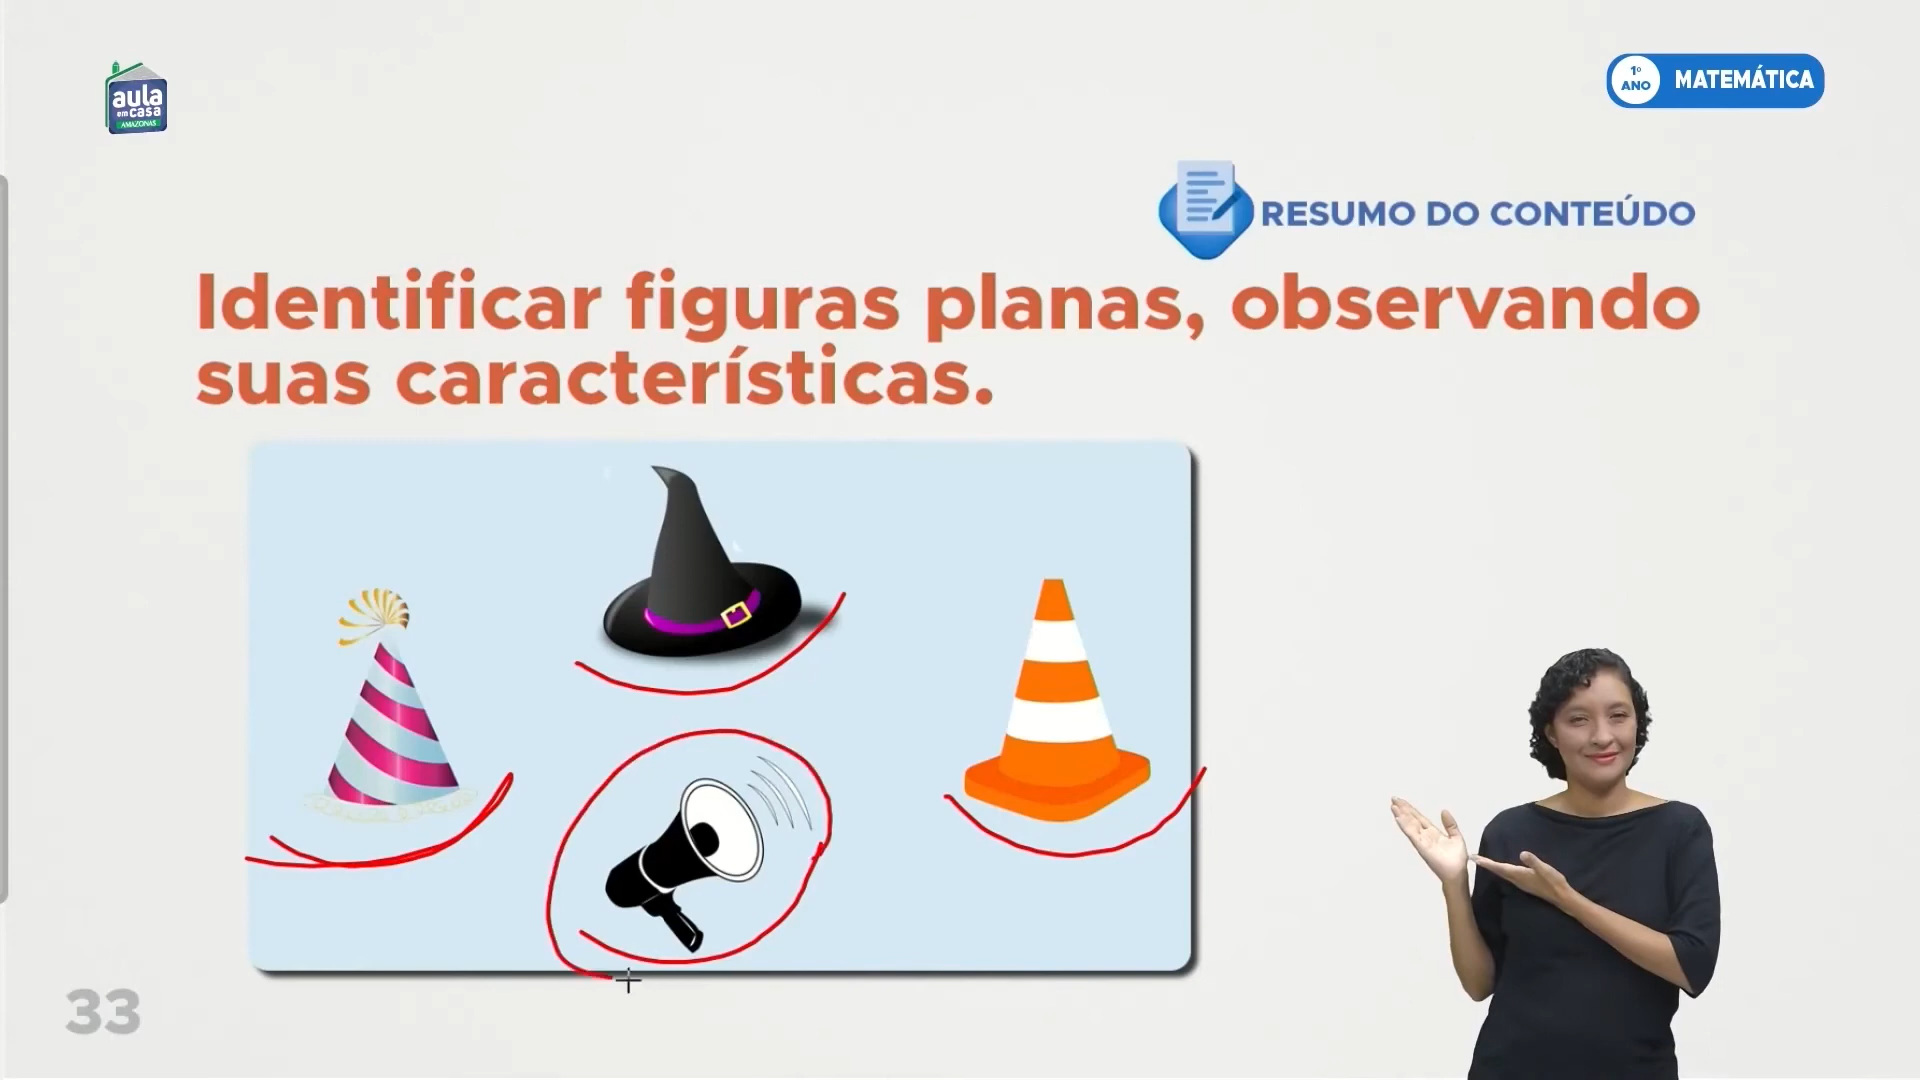 aula
em casa
AMAZONAS
1º
ANO
MATEMÁTICA
RESUMO DO CONTEÚDO
Identificar figuras planas, observando
suas características.
33